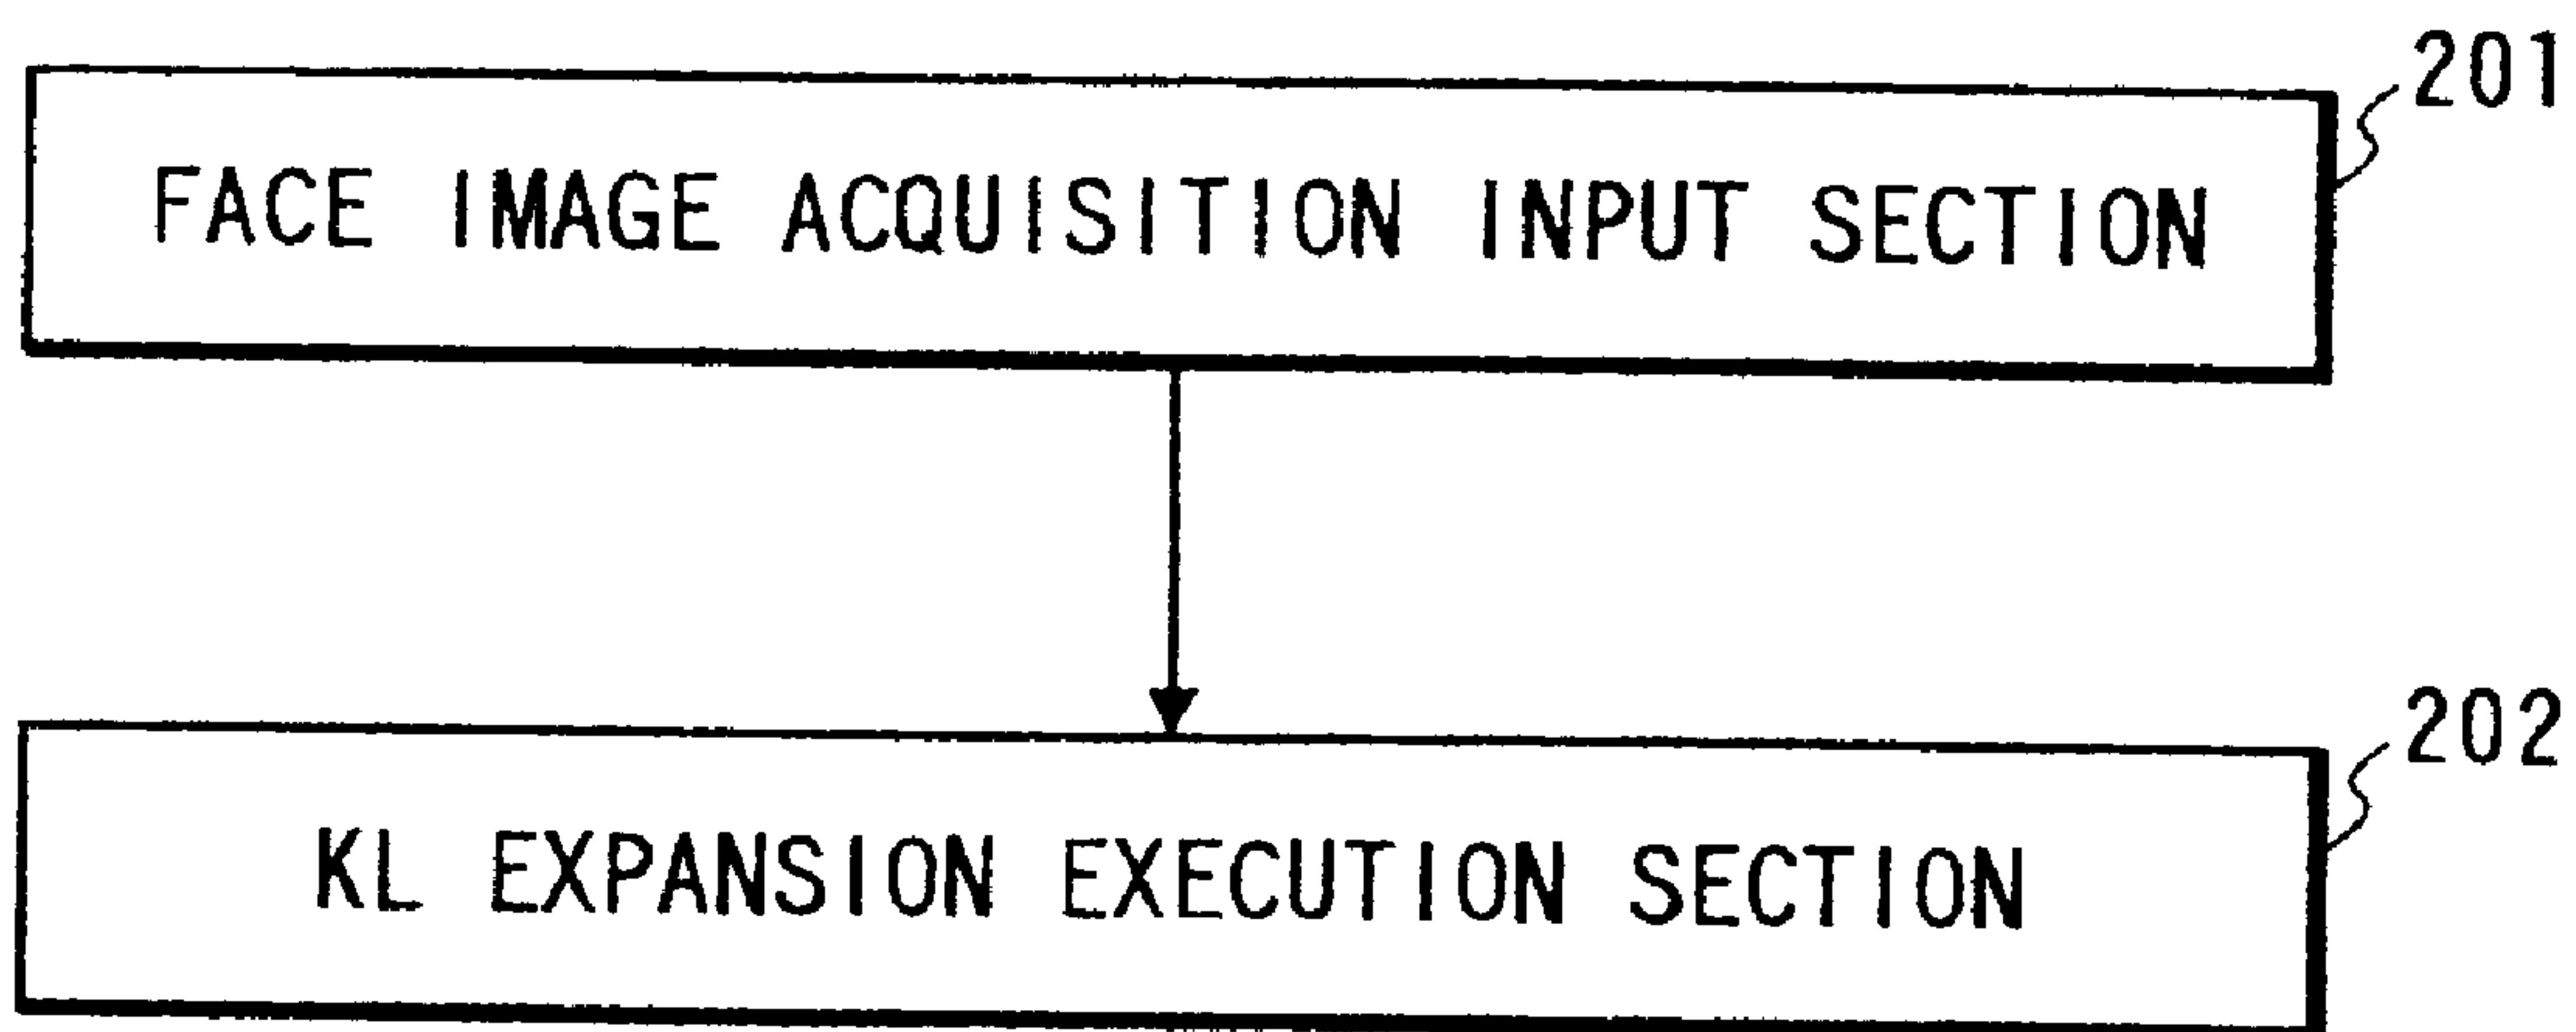 201
FACE IMAGE ACQUISITION INPUT SECTION
202
KL EXPANSION EXECUTION SECTION